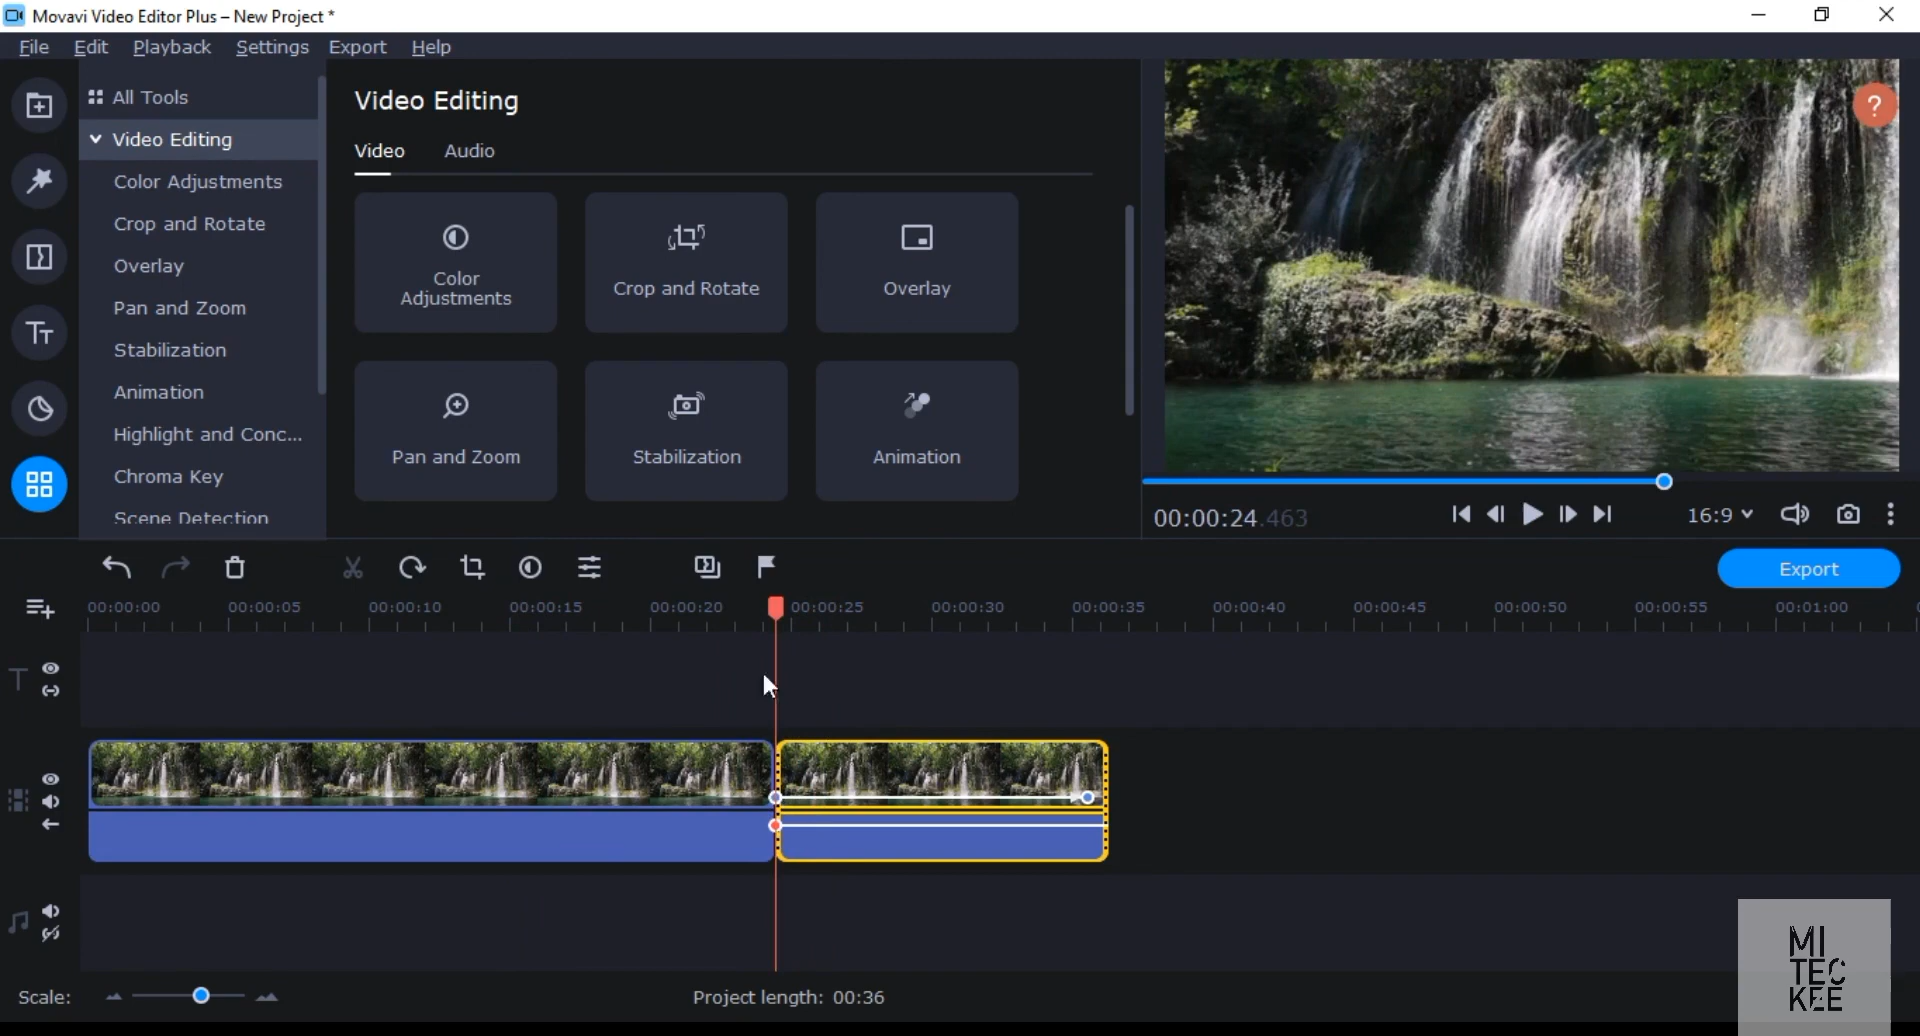 Movavi Video Editor Plus – New Project *
File Edit Playback Settings Export Help
All Tools
Video Editing
Color Adjustments
Crop and Rotate
Overlay
Pan and Zoom
Stabilization
Animation
Highlight and Conc...
Chroma Key
Scene Detection
Video Editing
Video Audio
Color
Adjustments
Crop and Rotate
Overlay
Pan and Zoom
Stabilization
Animation
?
00:00:24.463
16:9
Export
00:00:00 00:00:05 00:00:10 00:00:15 00:00:20 00:00:25 00:00:30 00:00:35 00:00:40 00:00:45 00:00:50 00:00:55 00:01:00
Scale:
Project length: 00:36
MI
TEC
KEE